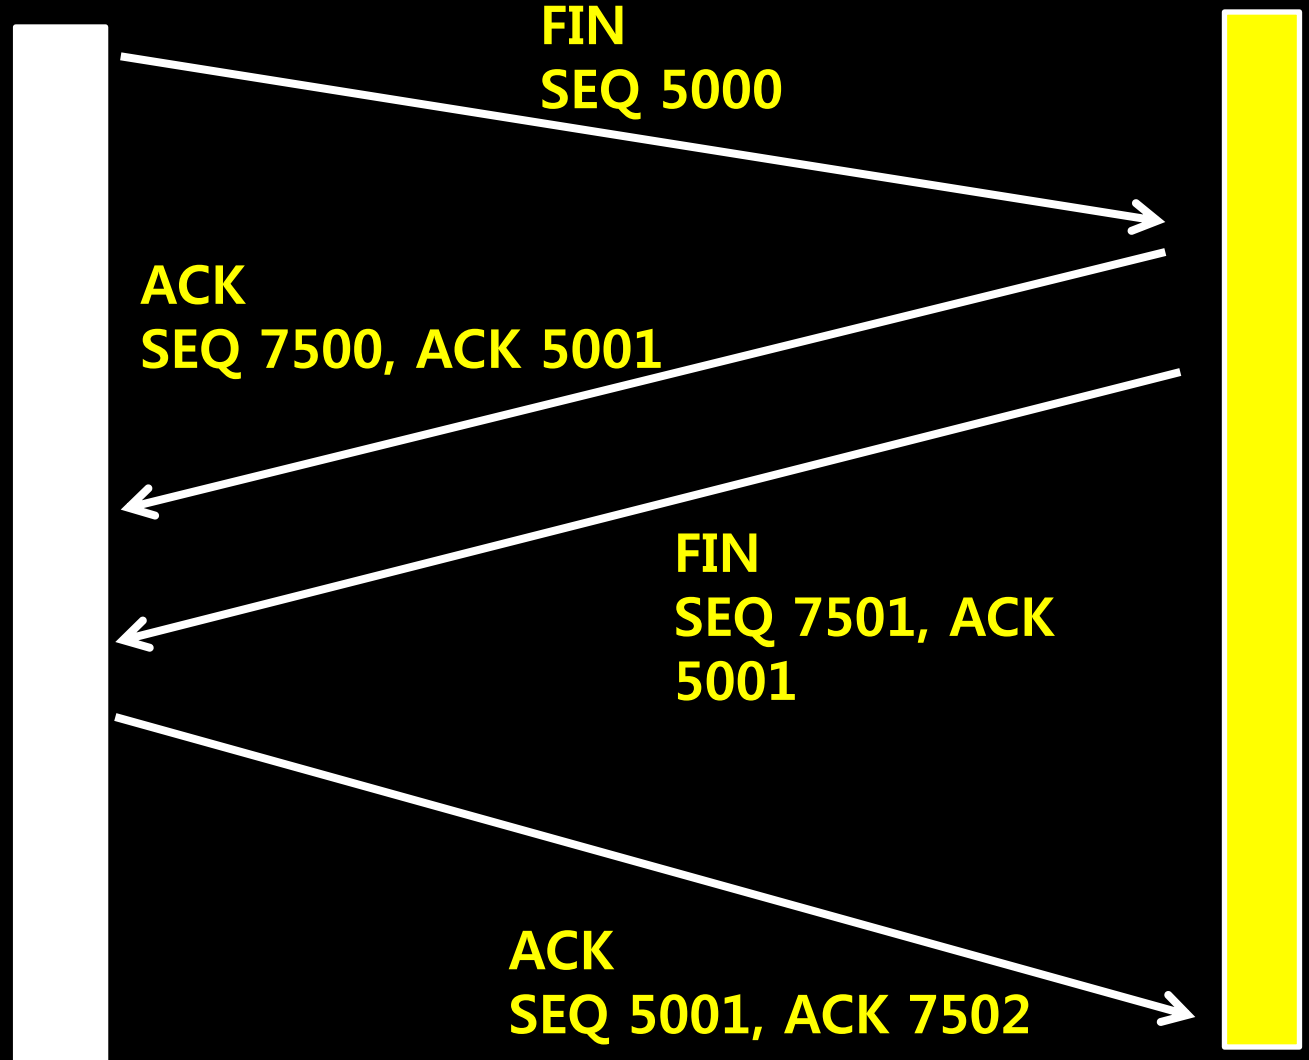 FIN
SEQ 5000
ACK
SEQ 7500, ACK 5001
FIN
SEQ 7501, ACK
5001
ACK
SEQ 5001, ACK 7502